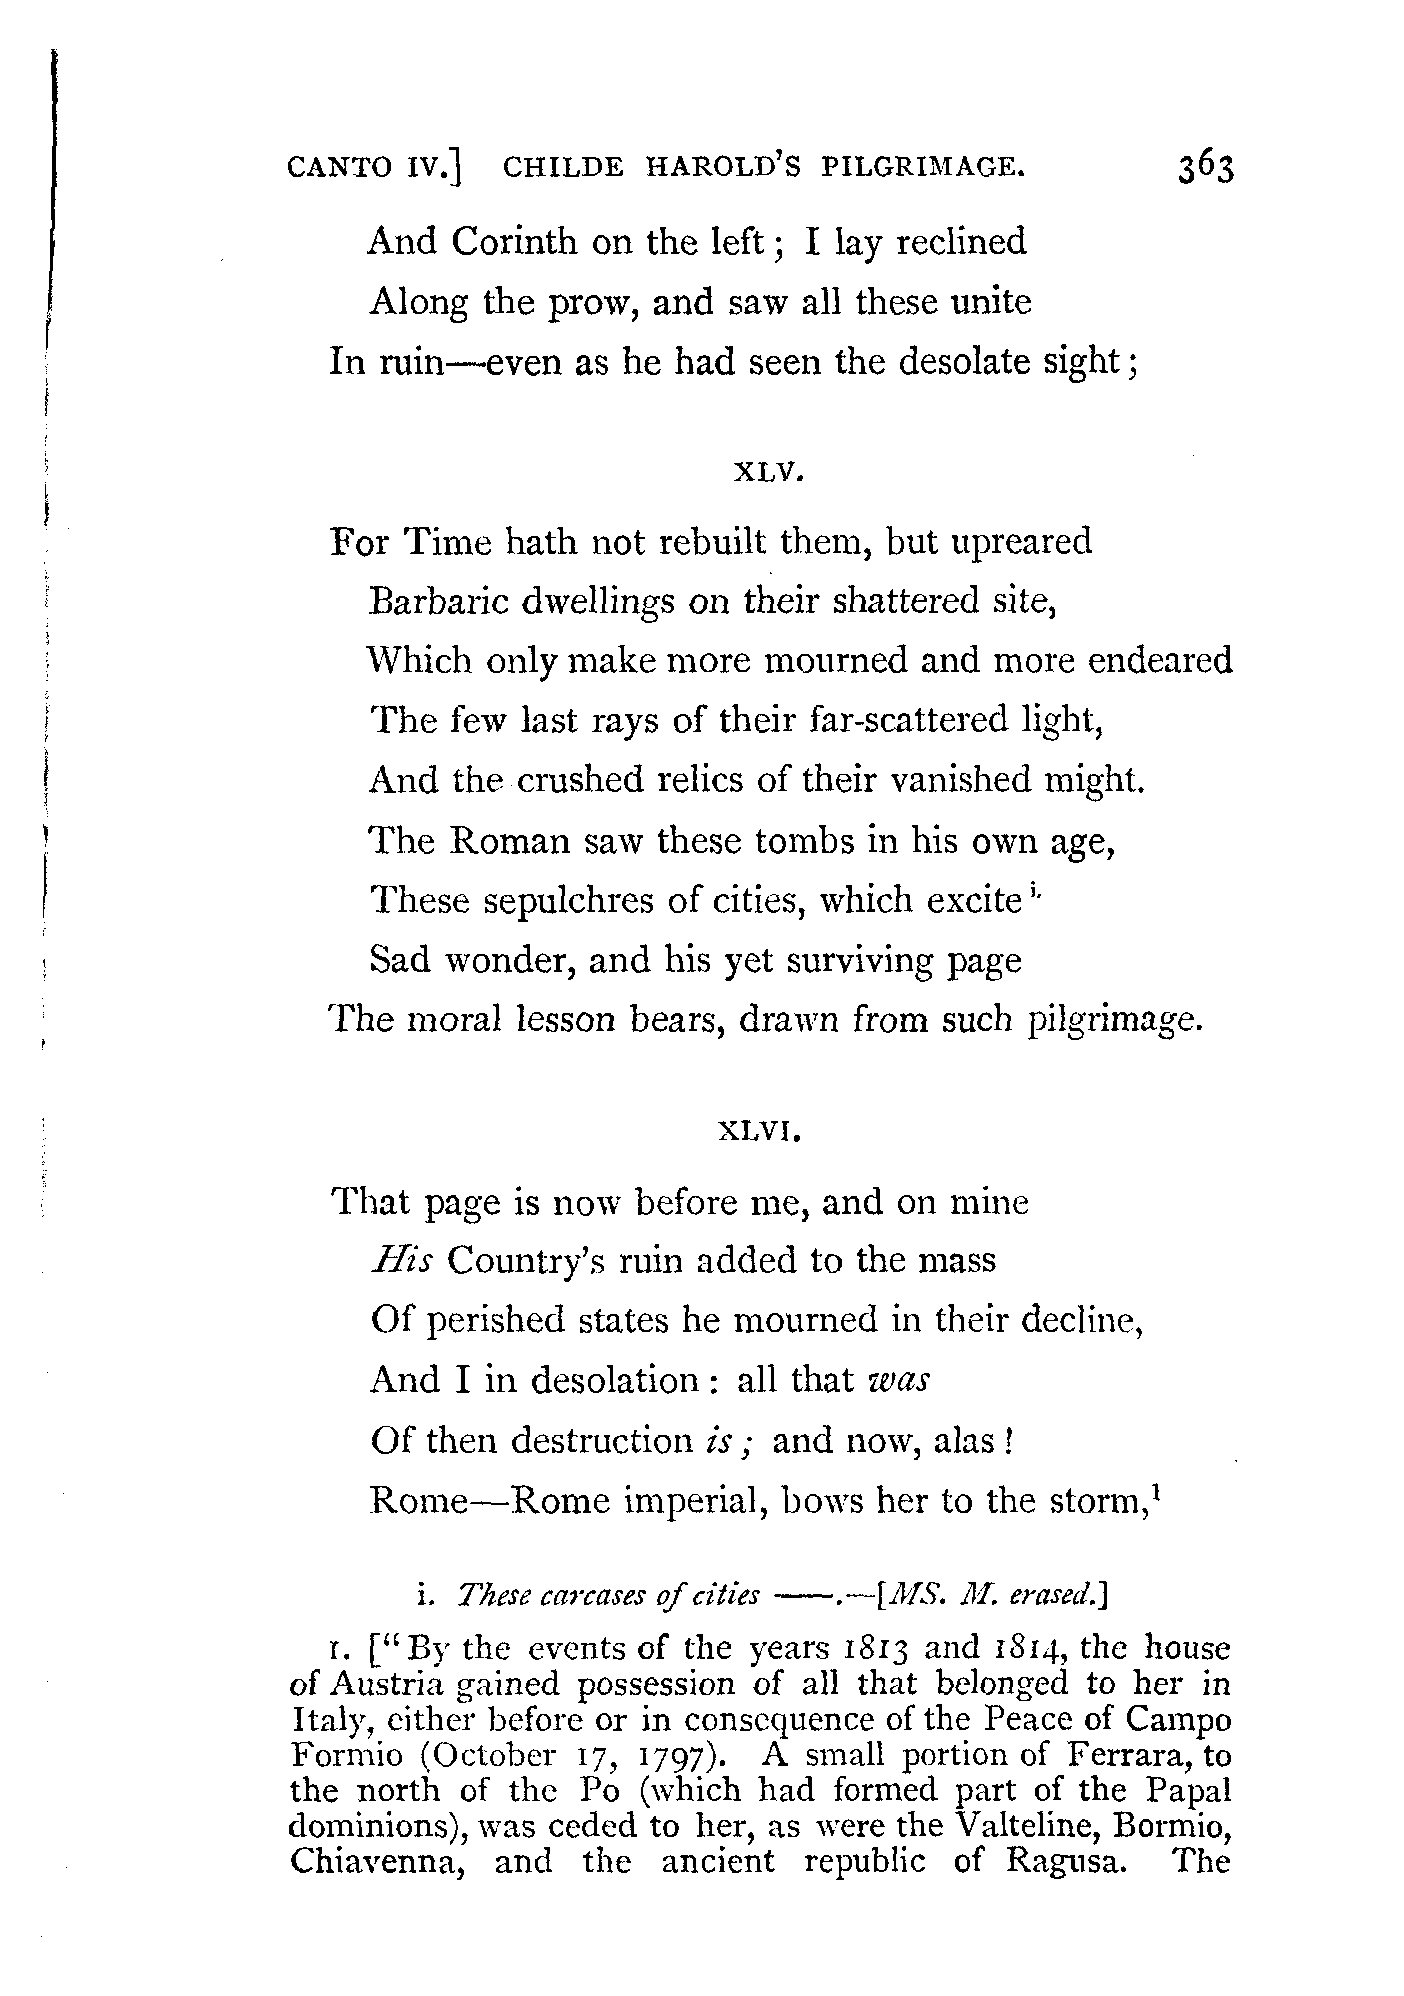 CANTO IV.] CHILDE HAROLD'S PILGRIMAGE. 363
And Corinth on the left; I lay reclined
Along the prow, and saw all these unite
In ruin—even as he had seen the desolate sight;
XLV.
For Time hath not rebuilt them, but upreared
Barbaric dwellings on their shattered site,
Which only make more mourned and more endeared
The few last rays of their far-scattered light,
And the crushed relics of their vanished might.
The Roman saw these tombs in his own age,
These sepulchres of cities, which excite i.
Sad wonder, and his yet surviving page
The moral lesson bears, drawn from such pilgrimage.
XLVI.
That page is now before me, and on mine
His Country's ruin added to the mass
Of perished states he mourned in their decline,
And I in desolation: all that was
Of then destruction is; and now, alas!
Rome—Rome imperial, bows her to the storm,1
i. These carcases of cities ——.—[MS. M. erased.]
1. ["By the events of the years 1813 and 1814, the house
of Austria gained possession of all that belonged to her in
Italy, either before or in consequence of the Peace of Campo
Formio (October 17, 1797). A small portion of Ferrara, to
the north of the Po (which had formed part of the Papal
dominions), was ceded to her, as were the Valteline, Bormio,
Chiavenna, and the ancient republic of Ragusa. The